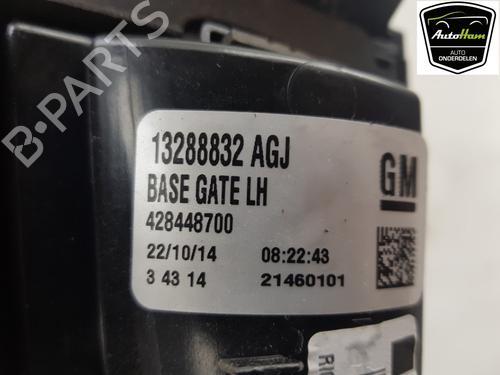 AutoHam
AUTO
ONDERDELEN
B-PARTS
13288832 AGJ
GM
BASE GATE LH
428448700
22/10/14 08:22:43
3 43 14 21460101